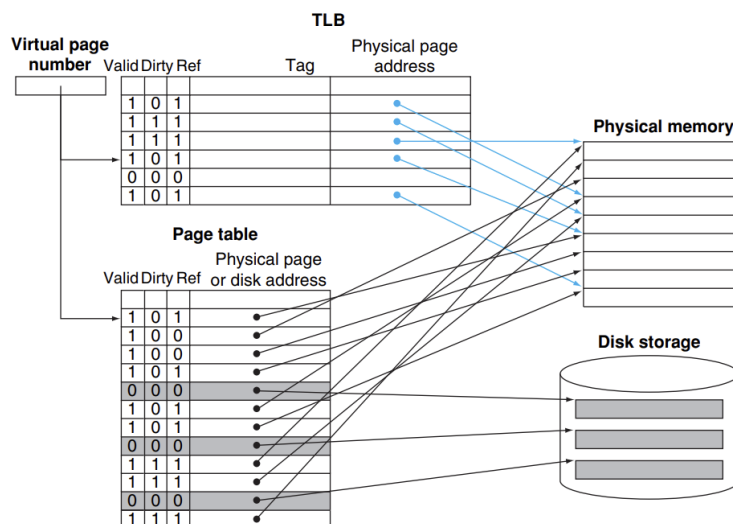 TLB
Virtual page
number
Valid Dirty Ref
Tag
Physical page
address
1 0 1
1 1 1
1 1 1
1 0 1
0 0 0
1 0 1
Physical memory
Page table
Valid Dirty Ref
Physical page
or disk address
1 0 1
1 0 0
1 0 0
1 0 1
0 0 0
1 0 1
1 0 1
0 0 0
1 1 1
1 1 1
0 0 0
1 1 1
Disk storage